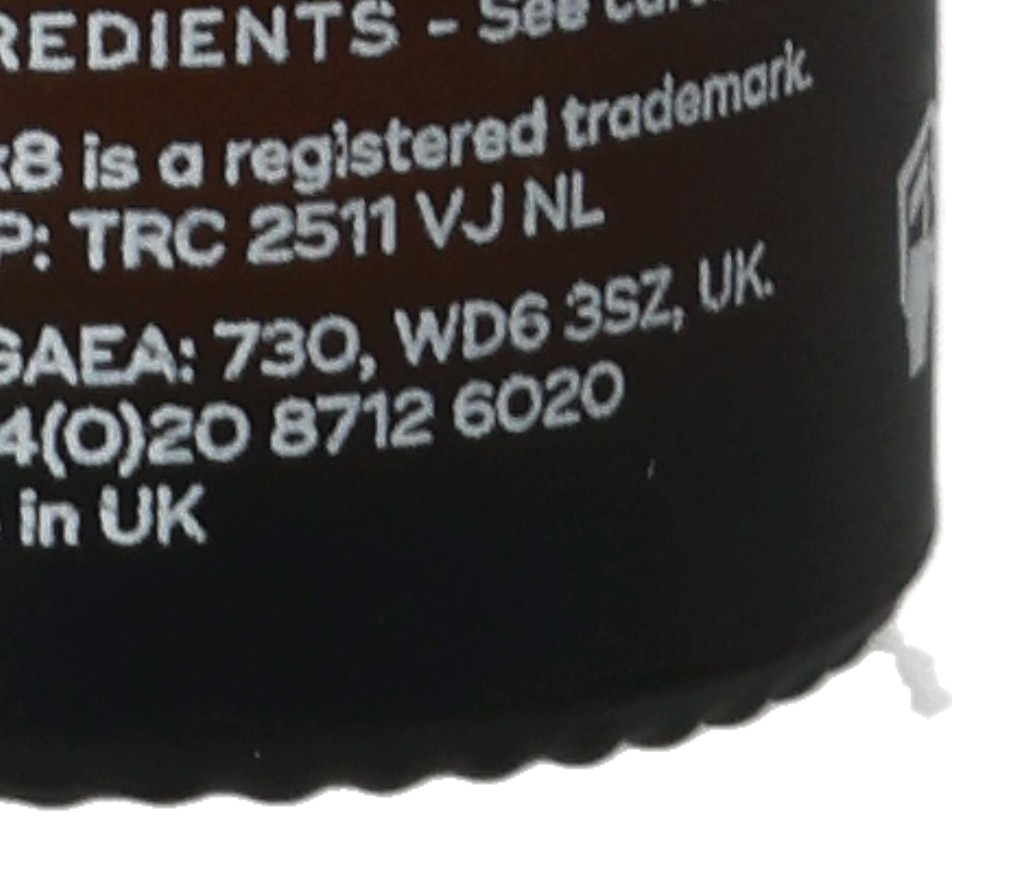 REDIENTS - See
x8 is a registered trademark.
P: TRC 2511 VJ NL
GAEA: 730, WD6 3SZ, UK.
4(0)20 8712 6020
in UK